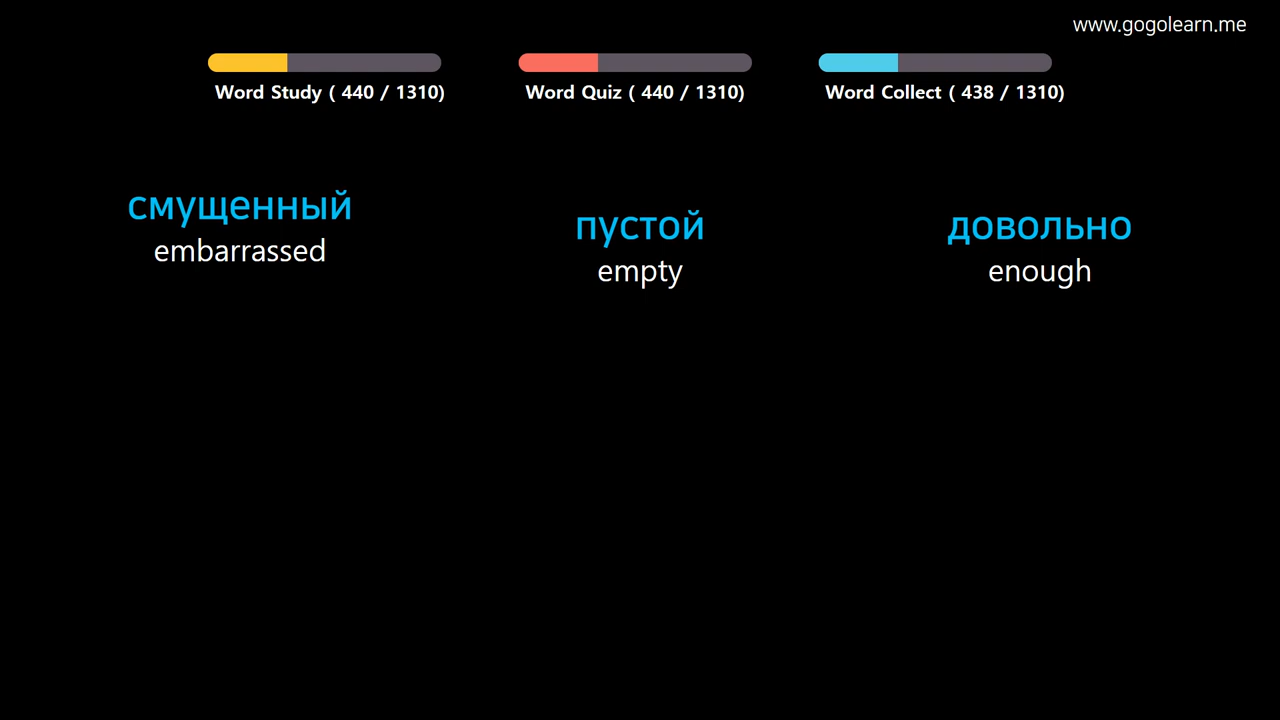 www.gogolearn.me
Word Study ( 440 / 1310)
Word Quiz ( 440 / 1310)
Word Collect ( 438 / 1310)
смущенный
embarrassed
пустой
empty
довольно
enough